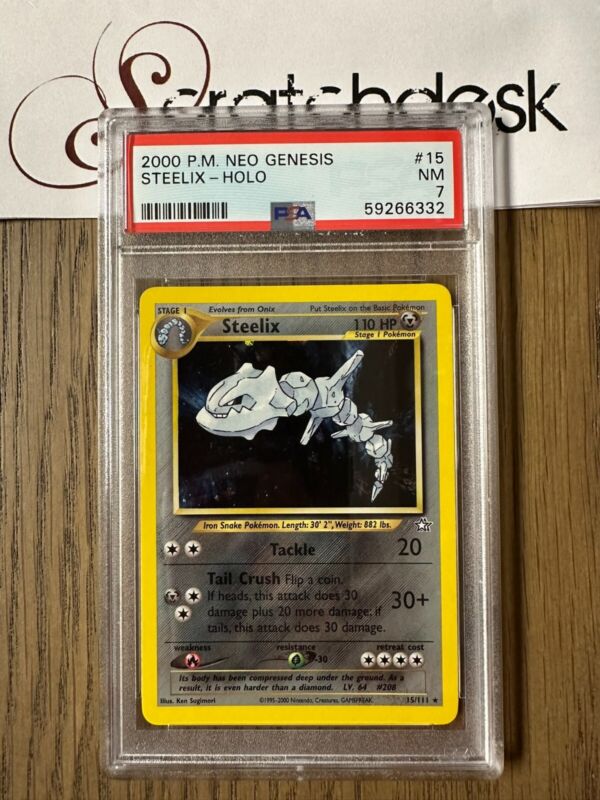 Scratchdesk
2000 P.M. NEO GENESIS #15
STEELIX – HOLO NM
7
PSA 59266332
STAGE 1 Evolves from Onix Put Steelix on the Basic Pokémon
Steelix 110 HP
Stage 1 Pokémon
Iron Snake Pokémon. Length: 30' 2", Weight: 882 lbs.
Tackle 20
Tail Crush Flip a coin.
If heads, this attack does 30
damage plus 20 more damage; if
tails, this attack does 30 damage.
30+
weakness resistance retreat cost
-30
Its body has been compressed deep under the ground. As a
result, it is even harder than a diamond. LV. 64 #208
Illus. Ken Sugimori ©1995-2000 Nintendo, Creatures, GAMEFREAK. 15/111 ★